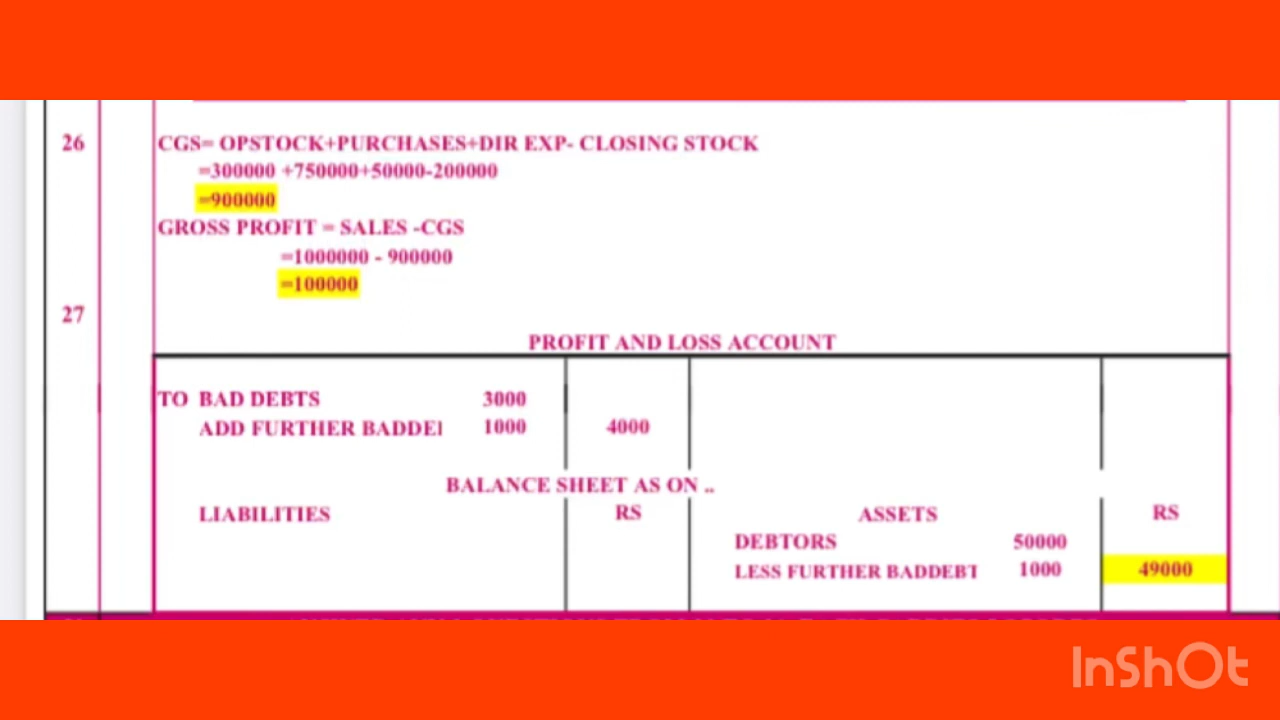 26
CGS= OPSTOCK+PURCHASES+DIR EXP- CLOSING STOCK
=300000 +750000+50000-200000
=900000
GROSS PROFIT = SALES -CGS
=1000000 - 900000
=100000
27
PROFIT AND LOSS ACCOUNT
TO BAD DEBTS 3000
ADD FURTHER BADDE 1000 4000
BALANCE SHEET AS ON ..
LIABILITIES RS ASSETS RS
DEBTORS 50000
LESS FURTHER BADDEBT 1000 49000
InShOt